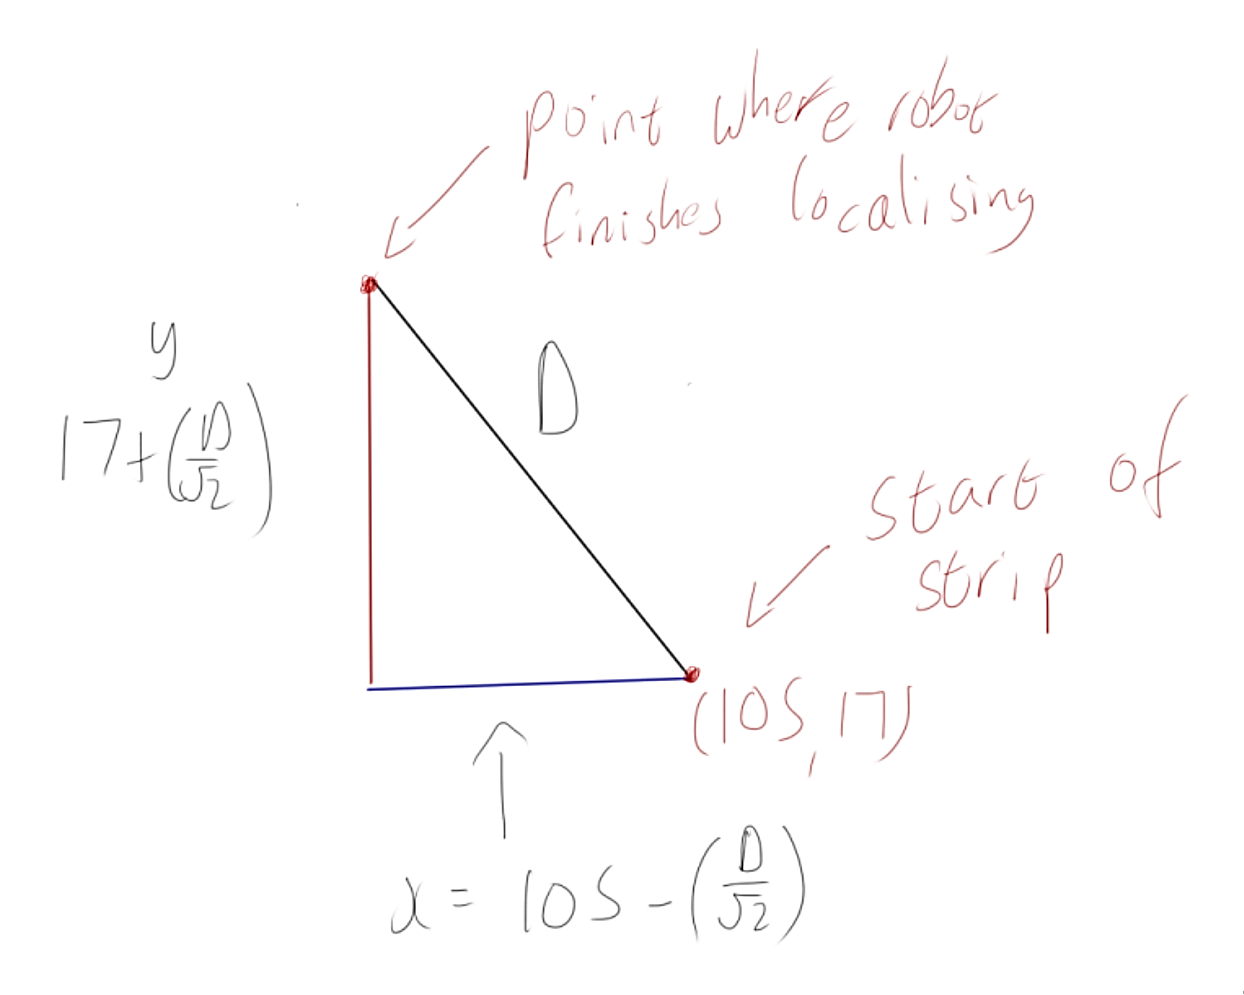 point where robot
finishes localising
y
17+(D/√2)
D
start of
strip
(105,17)
x = 105-(D/√2)